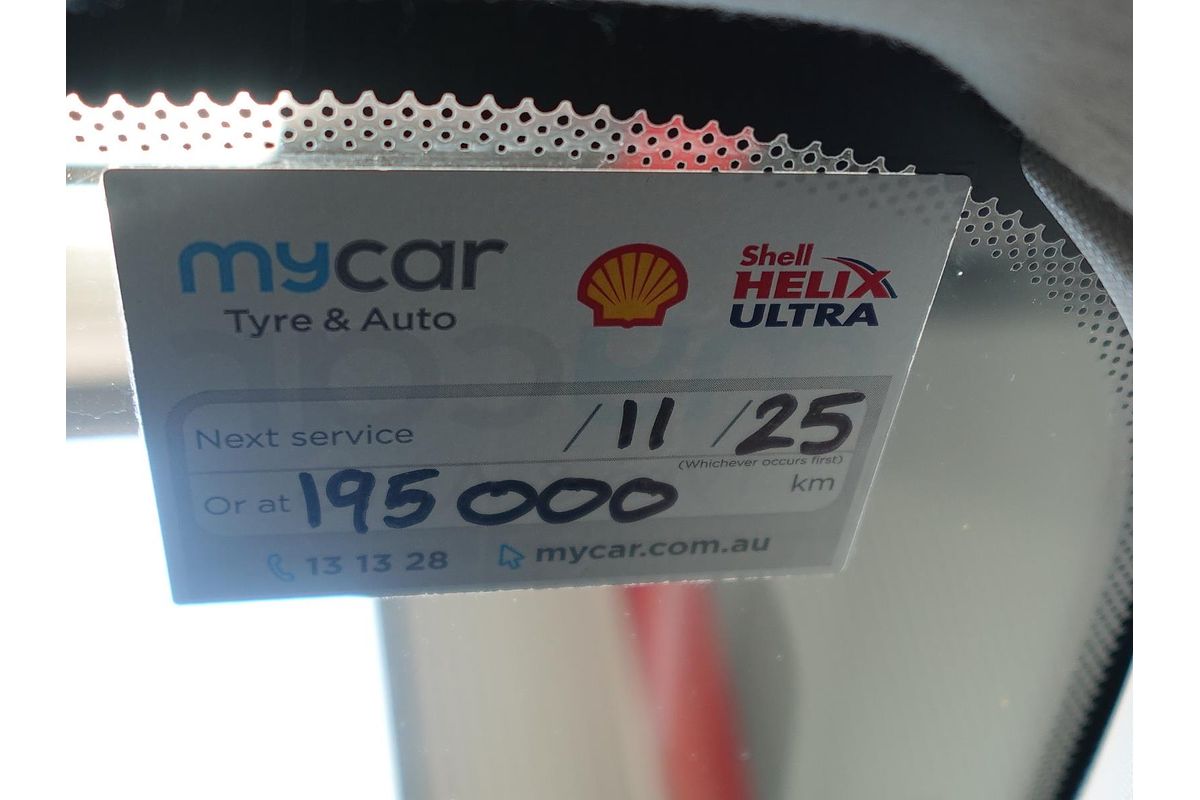 mycar
Tyre & Auto
Shell
HELIX
ULTRA
Next service / 11 / 25
(Whichever occurs first)
Or at 195000 km
13 13 28 mycar.com.au